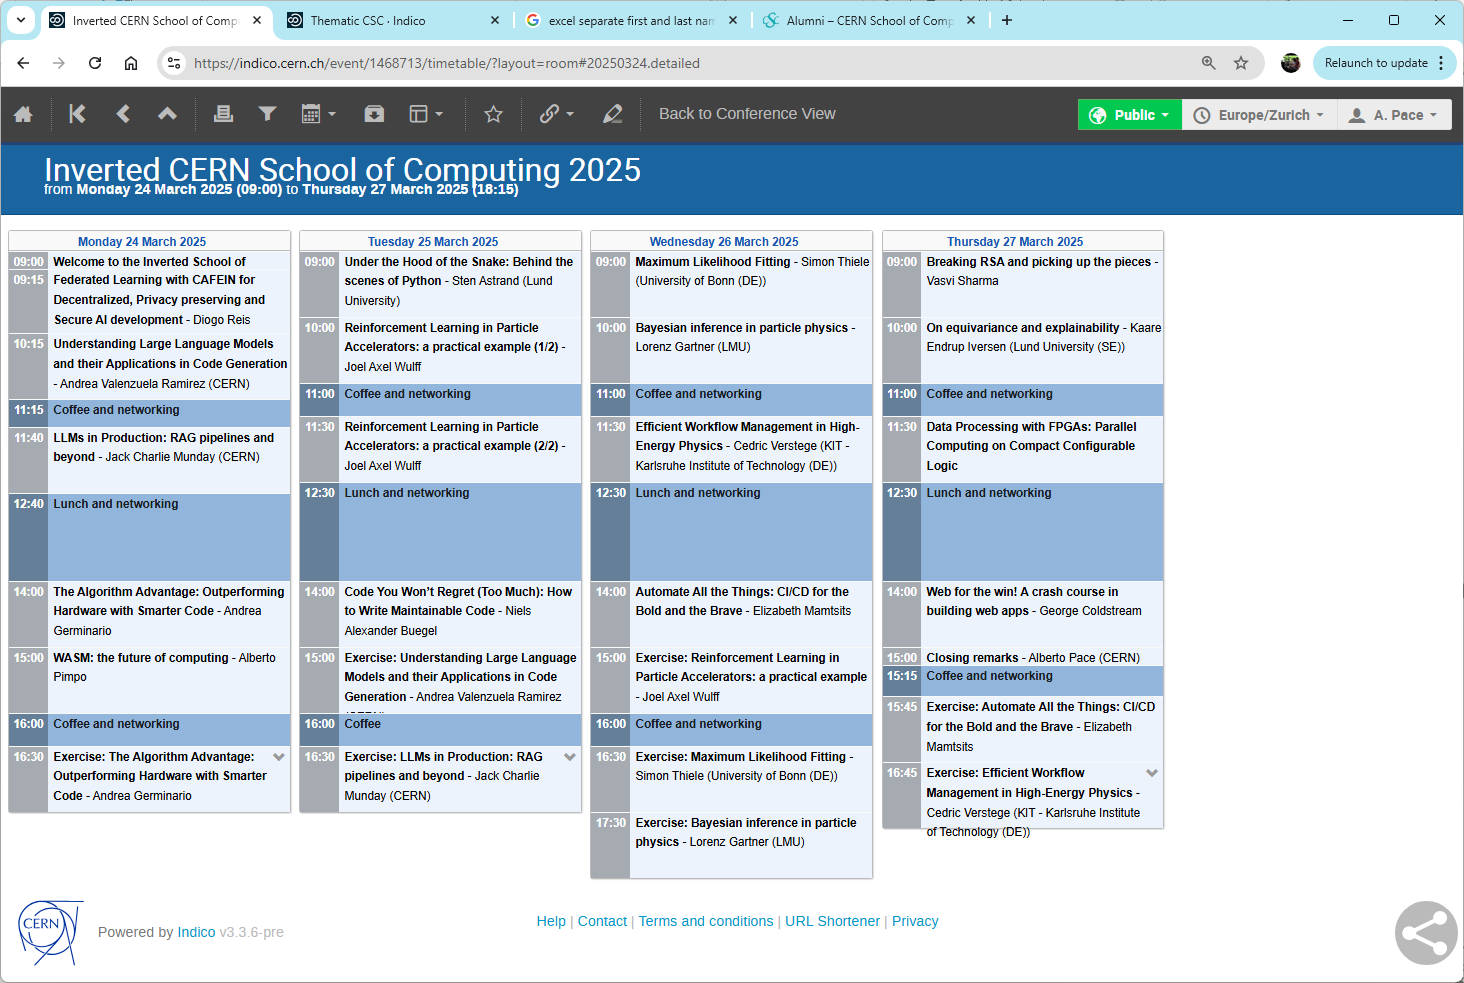 Inverted CERN School of Comp
Thematic CSC · Indico
excel separate first and last nam
Alumni – CERN School of Comp
https://indico.cern.ch/event/1468713/timetable/?layout=room#20250324.detailed
Relaunch to update
Back to Conference View
Public
Europe/Zurich
A. Pace
Inverted CERN School of Computing 2025
from Monday 24 March 2025 (09:00) to Thursday 27 March 2025 (18:15)
Monday 24 March 2025
09:00 Welcome to the Inverted School of
09:15 Federated Learning with CAFEIN for
Decentralized, Privacy preserving and
Secure AI development - Diogo Reis
10:15 Understanding Large Language Models
and their Applications in Code Generation
- Andrea Valenzuela Ramirez (CERN)
11:15 Coffee and networking
11:40 LLMs in Production: RAG pipelines and
beyond - Jack Charlie Munday (CERN)
12:40 Lunch and networking
14:00 The Algorithm Advantage: Outperforming
Hardware with Smarter Code - Andrea
Germinario
15:00 WASM: the future of computing - Alberto
Pimpo
16:00 Coffee and networking
16:30 Exercise: The Algorithm Advantage:
Outperforming Hardware with Smarter
Code - Andrea Germinario
Tuesday 25 March 2025
09:00 Under the Hood of the Snake: Behind the
scenes of Python - Sten Astrand (Lund
University)
10:00 Reinforcement Learning in Particle
Accelerators: a practical example (1/2) -
Joel Axel Wulff
11:00 Coffee and networking
11:30 Reinforcement Learning in Particle
Accelerators: a practical example (2/2) -
Joel Axel Wulff
12:30 Lunch and networking
14:00 Code You Won’t Regret (Too Much): How
to Write Maintainable Code - Niels
Alexander Buegel
15:00 Exercise: Understanding Large Language
Models and their Applications in Code
Generation - Andrea Valenzuela Ramirez
16:00 Coffee
16:30 Exercise: LLMs in Production: RAG
pipelines and beyond - Jack Charlie
Munday (CERN)
Wednesday 26 March 2025
09:00 Maximum Likelihood Fitting - Simon Thiele
(University of Bonn (DE))
10:00 Bayesian inference in particle physics -
Lorenz Gartner (LMU)
11:00 Coffee and networking
11:30 Efficient Workflow Management in High-
Energy Physics - Cedric Verstege (KIT -
Karlsruhe Institute of Technology (DE))
12:30 Lunch and networking
14:00 Automate All the Things: CI/CD for the
Bold and the Brave - Elizabeth Mamtsits
15:00 Exercise: Reinforcement Learning in
Particle Accelerators: a practical example
- Joel Axel Wulff
16:00 Coffee and networking
16:30 Exercise: Maximum Likelihood Fitting -
Simon Thiele (University of Bonn (DE))
17:30 Exercise: Bayesian inference in particle
physics - Lorenz Gartner (LMU)
Thursday 27 March 2025
09:00 Breaking RSA and picking up the pieces -
Vasvi Sharma
10:00 On equivariance and explainability - Kaare
Endrup Iversen (Lund University (SE))
11:00 Coffee and networking
11:30 Data Processing with FPGAs: Parallel
Computing on Compact Configurable
Logic
12:30 Lunch and networking
14:00 Web for the win! A crash course in
building web apps - George Coldstream
15:00 Closing remarks - Alberto Pace (CERN)
15:15 Coffee and networking
15:45 Exercise: Automate All the Things: CI/CD
for the Bold and the Brave - Elizabeth
Mamtsits
16:45 Exercise: Efficient Workflow
Management in High-Energy Physics -
Cedric Verstege (KIT - Karlsruhe Institute
of Technology (DE))
CERN
Powered by Indico v3.3.6-pre
Help | Contact | Terms and conditions | URL Shortener | Privacy